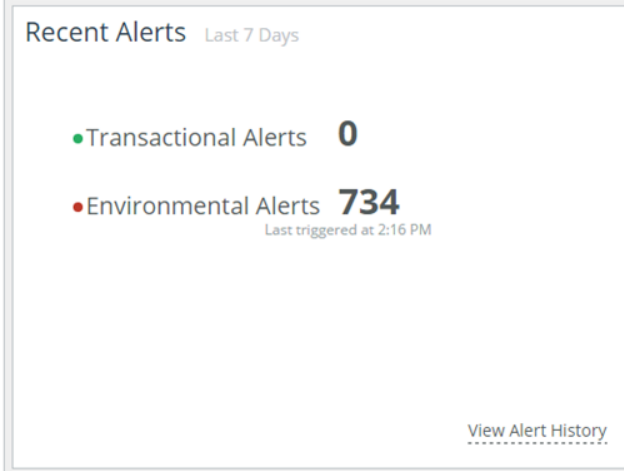 Recent Alerts Last 7 Days
Transactional Alerts 0
Environmental Alerts 734
Last triggered at 2:16 PM
View Alert History